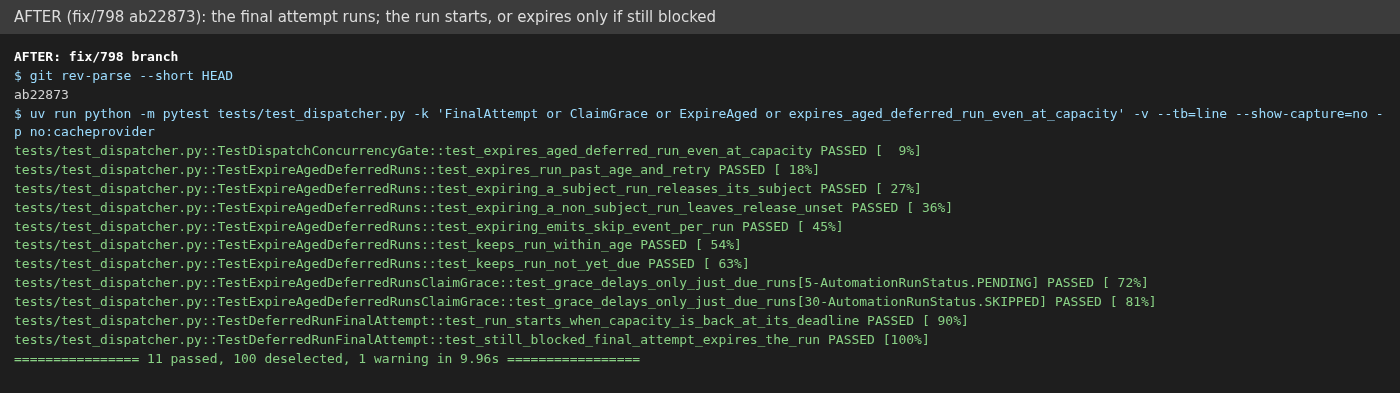 AFTER (fix/798 ab22873): the final attempt runs; the run starts, or expires only if still blocked
AFTER: fix/798 branch
$ git rev-parse --short HEAD
ab22873
$ uv run python -m pytest tests/test_dispatcher.py -k 'FinalAttempt or ClaimGrace or ExpireAged or expires_aged_deferred_run_even_at_capacity' -v --tb=line --show-capture=no -
p no:cacheprovider
tests/test_dispatcher.py::TestDispatchConcurrencyGate::test_expires_aged_deferred_run_even_at_capacity PASSED [  9%]
tests/test_dispatcher.py::TestExpireAgedDeferredRuns::test_expires_run_past_age_and_retry PASSED [ 18%]
tests/test_dispatcher.py::TestExpireAgedDeferredRuns::test_expiring_a_subject_run_releases_its_subject PASSED [ 27%]
tests/test_dispatcher.py::TestExpireAgedDeferredRuns::test_expiring_a_non_subject_run_leaves_release_unset PASSED [ 36%]
tests/test_dispatcher.py::TestExpireAgedDeferredRuns::test_expiring_emits_skip_event_per_run PASSED [ 45%]
tests/test_dispatcher.py::TestExpireAgedDeferredRuns::test_keeps_run_within_age PASSED [ 54%]
tests/test_dispatcher.py::TestExpireAgedDeferredRuns::test_keeps_run_not_yet_due PASSED [ 63%]
tests/test_dispatcher.py::TestExpireAgedDeferredRunsClaimGrace::test_grace_delays_only_just_due_runs[5-AutomationRunStatus.PENDING] PASSED [ 72%]
tests/test_dispatcher.py::TestExpireAgedDeferredRunsClaimGrace::test_grace_delays_only_just_due_runs[30-AutomationRunStatus.SKIPPED] PASSED [ 81%]
tests/test_dispatcher.py::TestDeferredRunFinalAttempt::test_run_starts_when_capacity_is_back_at_its_deadline PASSED [ 90%]
tests/test_dispatcher.py::TestDeferredRunFinalAttempt::test_still_blocked_final_attempt_expires_the_run PASSED [100%]
================ 11 passed, 100 deselected, 1 warning in 9.96s =================